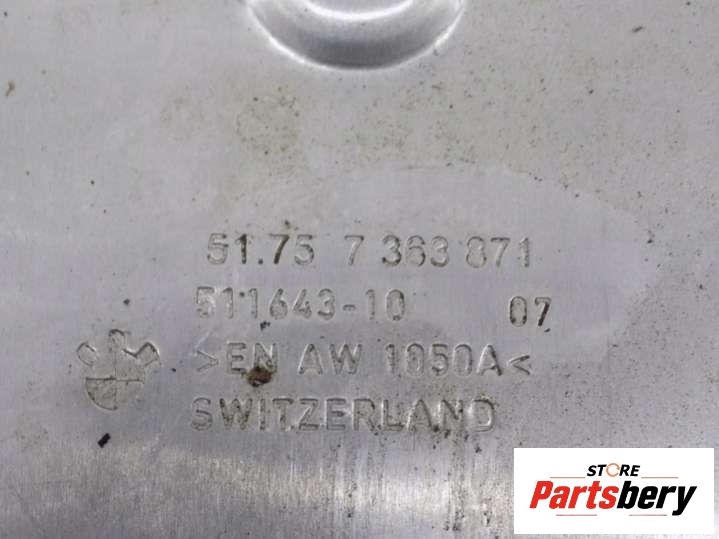 51.75 7 363 871
511643-10 07
>EN AW 1050A<
SWITZERLAND
STORE
Partsbery